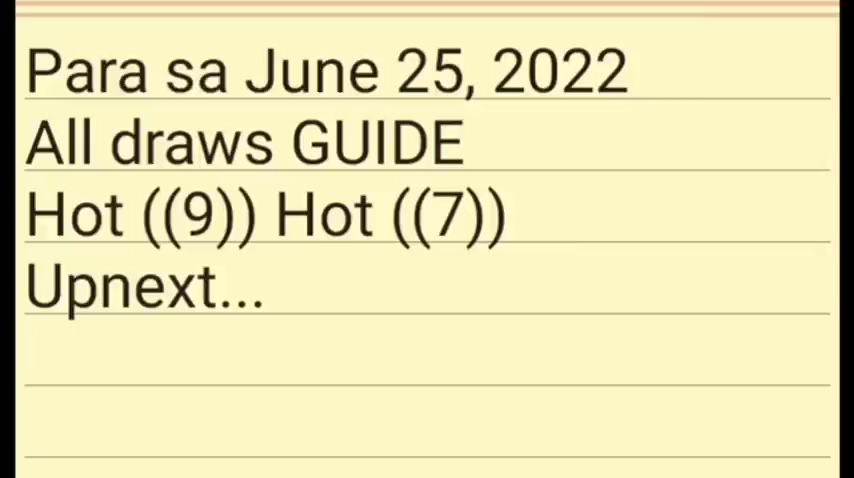 Para sa June 25, 2022
All draws GUIDE
Hot ((9)) Hot ((7))
Upnext...